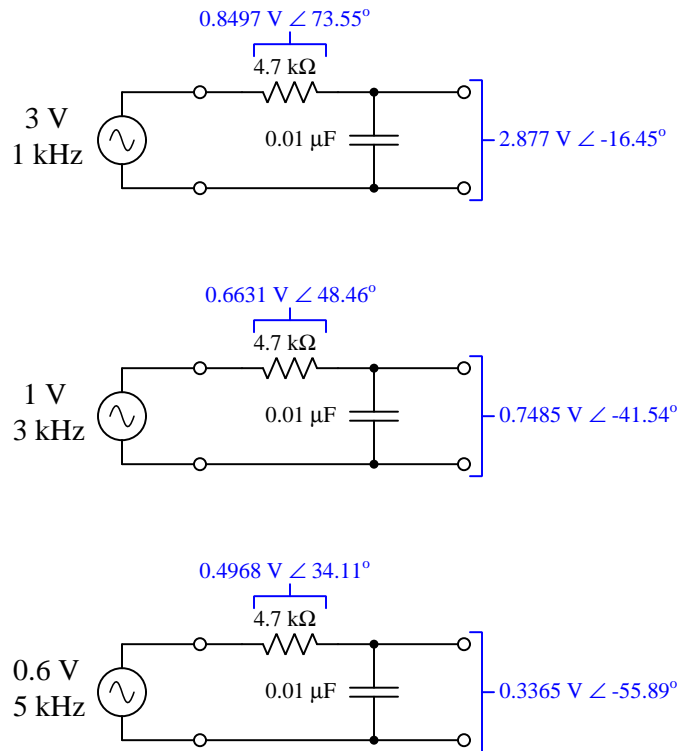 0.8497 V ∠ 73.55°
4.7 kΩ
3 V
1 kHz
0.01 μF
2.877 V ∠ -16.45°
0.6631 V ∠ 48.46°
4.7 kΩ
1 V
3 kHz
0.01 μF
0.7485 V ∠ -41.54°
0.4968 V ∠ 34.11°
4.7 kΩ
0.6 V
5 kHz
0.01 μF
0.3365 V ∠ -55.89°